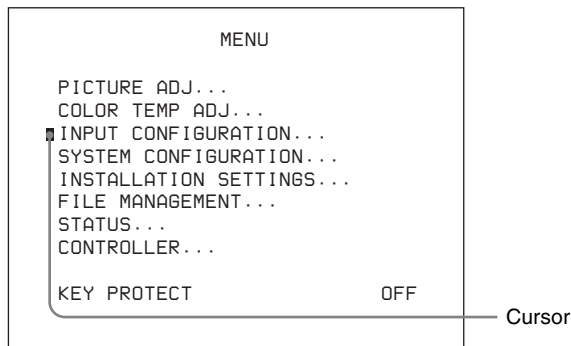 MENU
PICTURE ADJ...
COLOR TEMP ADJ...
INPUT CONFIGURATION...
SYSTEM CONFIGURATION...
INSTALLATION SETTINGS...
FILE MANAGEMENT...
STATUS...
CONTROLLER...
KEY PROTECT OFF
Cursor